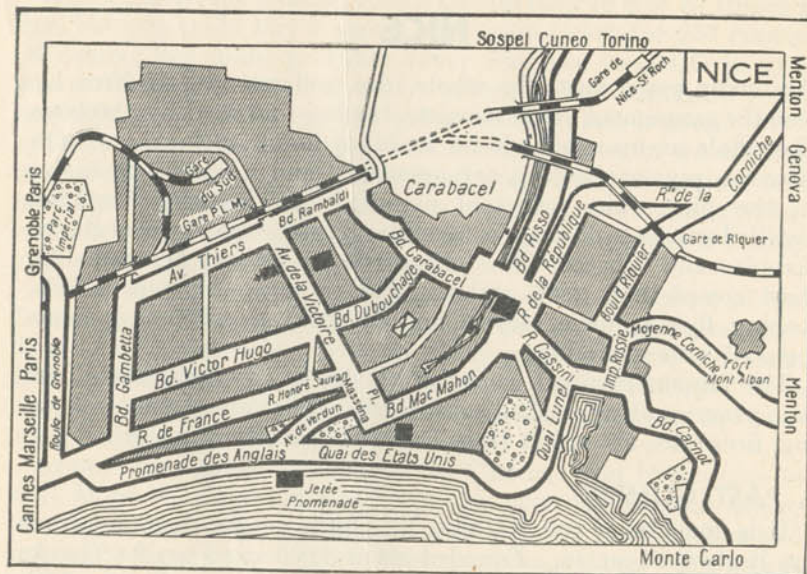 Sospel Cuneo Torino
NICE
Menton Genova
Menton
Grenoble Paris
Cannes Marseille Paris
Monte Carlo
Gare de
Nice-St Roch
Gare
du Sud
Gare P.L.M.
Parc
Impérial
Carabacel
Bd. Rambaldi
Bd Carabacel
Bd Risso
R. de la République
Rte de la
Corniche
Gare de Riquier
Bould Riquier
Av. Thiers
Av. de la Victoire
Bd. Dubouchage
Moyenne Corniche
Fort
Mont Alban
Imp. Russie
R. Cassini
Bd. Gambetta
Bd. Victor Hugo
Route de Grenoble
R. Honoré Sauvan
Pl.
Masséna
Bd Mac Mahon
Quai Lunel
Bd Carnot
R. de France
Av. de Verdun
Promenade des Anglais
Quai des Etats Unis
Jetée
Promenade